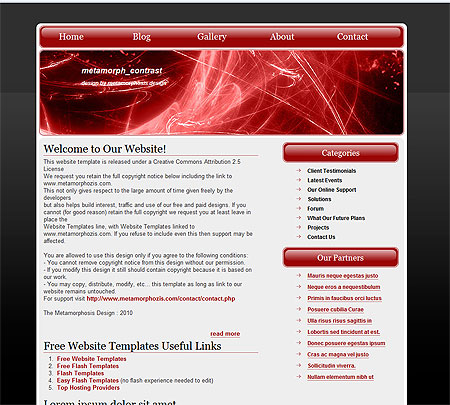 Home Blog Gallery About Contact
metamorph_contrast
design by metamorphosis design
Welcome to Our Website!
This website template is released under a Creative Commons Attribution 2.5
License
We request you retain the full copyright notice below including the link to
www.metamorphozis.com.
This not only gives respect to the large amount of time given freely by the
developers
but also helps build interest, traffic and use of our free and paid designs. If you
cannot (for good reason) retain the full copyright we request you at least leave in
place the
Website Templates line, with Website Templates linked to
www.metamorphozis.com. If you refuse to include even this then support may be
affected.
You are allowed to use this design only if you agree to the following conditions:
- You cannot remove copyright notice from this design without our permission.
- If you modify this design it still should contain copyright because it is based on
our work.
- You may copy, distribute, modify, etc... this template as long as link to our
website remains untouched.
For support visit http://www.metamorphozis.com/contact/contact.php
The Metamorphosis Design : 2010
read more
Free Website Templates Useful Links
1. Free Website Templates
2. Free Flash Templates
3. Flash Templates
4. Easy Flash Templates (no flash experience needed to edit)
5. Top Hosting Providers
Lorem ipsum dolor sit amet
Categories
Client Testimonials
Latest Events
Our Online Support
Solutions
Forum
What Our Future Plans
Projects
Contact Us
Our Partners
Mauris neque egestas justo
Neque eros a nequestibulum
Primis in faucibus orci luctus
Posuere cubilia Curae
Ulla risus risus sagittis in
Lobortis sed tincidunt at est.
Donec posuere egestas ipsum
Cras ac magna vel justo
Sollicitudin viverra.
Nullam elementum nibh ut